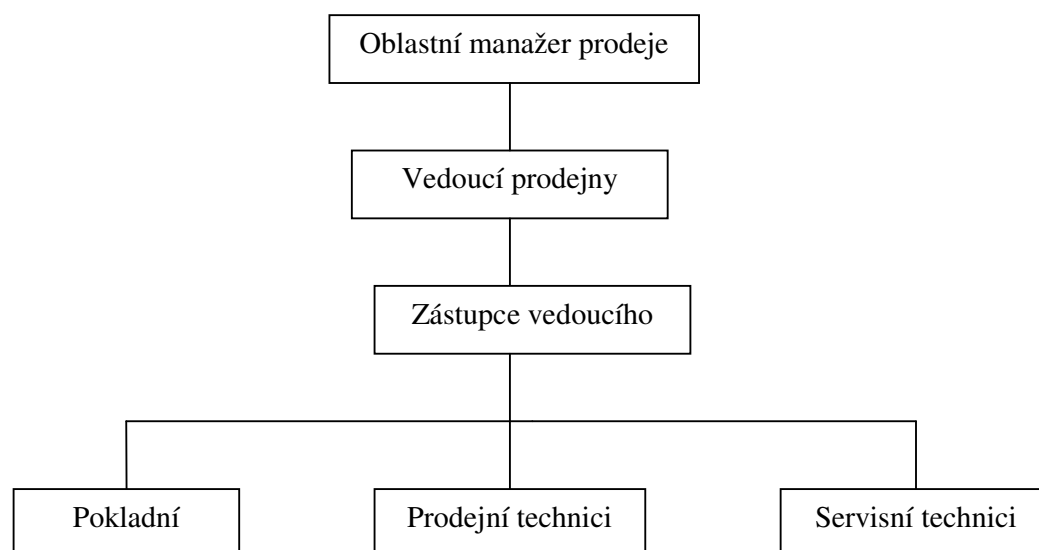 Oblastní manažer prodeje
Vedoucí prodejny
Zástupce vedoucího
Pokladní
Prodejní technici
Servisní technici